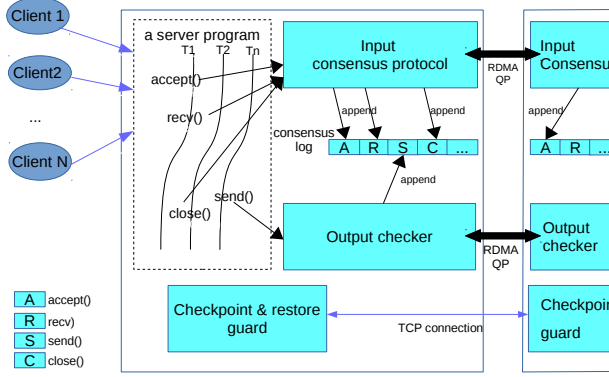 Client 1
Client2
...
Client N
a server program
T1 T2 Tn
accept()
recv()
close()
send()
Input
consensus protocol
append
append
append
consensus
log
A R S C ...
append
Output checker
Checkpoint & restore
guard
RDMA
QP
RDMA
QP
TCP connection
Input
Consensu
append
A R ...
Output
checker
Checkpoin
guard
A accept()
R recv)
S send()
C close()